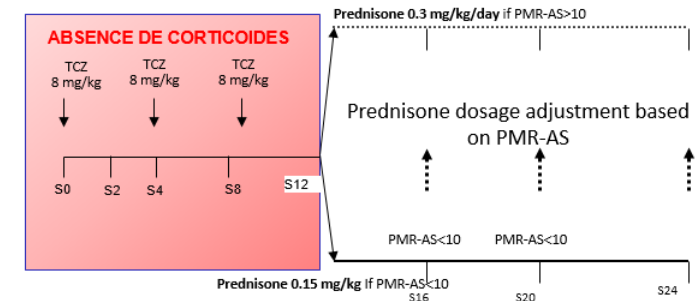 Prednisone 0.3 mg/kg/day if PMR-AS>10
ABSENCE DE CORTICOIDES
TCZ TCZ TCZ
8 mg/kg 8 mg/kg 8 mg/kg
Prednisone dosage adjustment based
on PMR-AS
S0 S2 S4 S8 S12
PMR-AS<10 PMR-AS<10
Prednisone 0.15 mg/kg If PMR-AS<10
S16 S20 S24